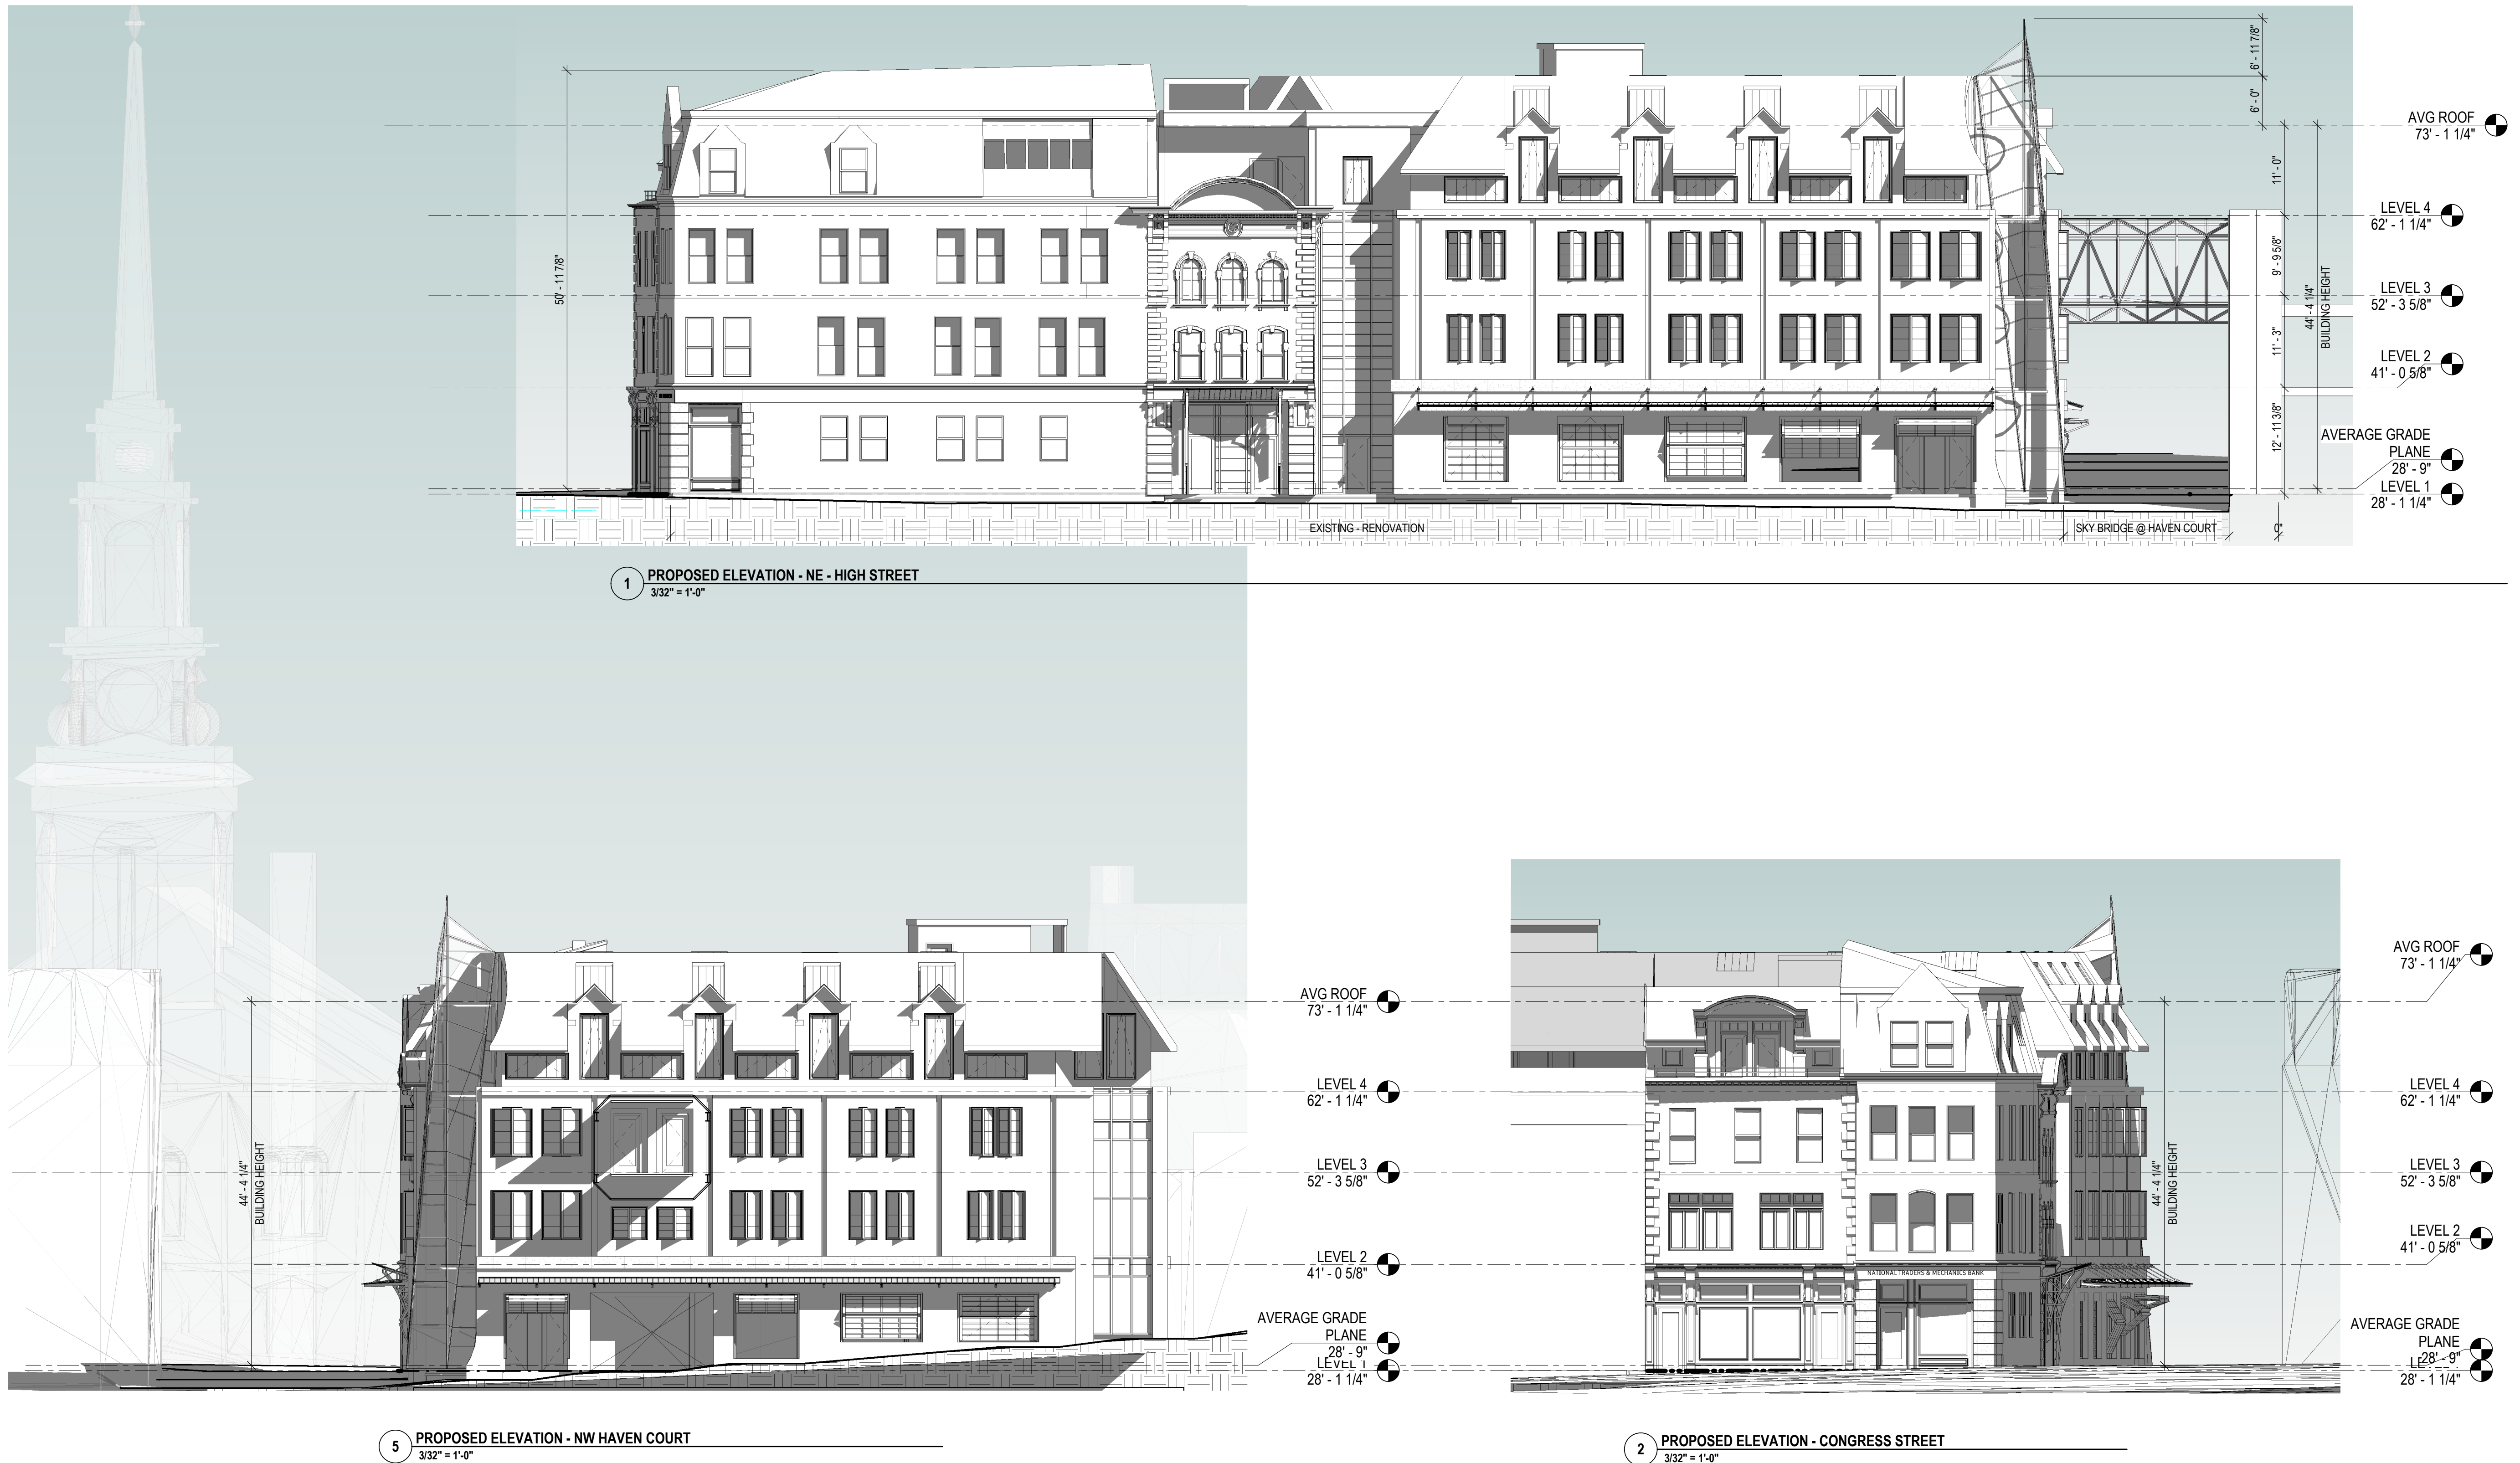 6' - 11 7/8"
6' - 0"
AVG ROOF
73' - 1 1/4"
11' - 0"
LEVEL 4
62' - 1 1/4"
9' - 9 5/8"
50' - 11 7/8"
44' - 4 1/4"
BUILDING HEIGHT
LEVEL 3
52' - 3 5/8"
11' - 3"
LEVEL 2
41' - 0 5/8"
12' - 11 3/8"
AVERAGE GRADE
PLANE
28' - 9"
LEVEL 1
28' - 1 1/4"
EXISTING - RENOVATION
SKY BRIDGE @ HAVEN COURT
0"
1
PROPOSED ELEVATION - NE - HIGH STREET
3/32" = 1'-0"
AVG ROOF
73' - 1 1/4"
LEVEL 4
62' - 1 1/4"
44' - 4 1/4"
BUILDING HEIGHT
LEVEL 3
52' - 3 5/8"
LEVEL 2
41' - 0 5/8"
AVERAGE GRADE
PLANE
28' - 9"
LEVEL 1
28' - 1 1/4"
5
PROPOSED ELEVATION - NW HAVEN COURT
3/32" = 1'-0"
AVG ROOF
73' - 1 1/4"
LEVEL 4
62' - 1 1/4"
44' - 4 1/4"
BUILDING HEIGHT
LEVEL 3
52' - 3 5/8"
LEVEL 2
41' - 0 5/8"
NATIONAL TRADERS & MECHANICS BANK
AVERAGE GRADE
PLANE
28' - 9"
28' - 1 1/4"
2
PROPOSED ELEVATION - CONGRESS STREET
3/32" = 1'-0"